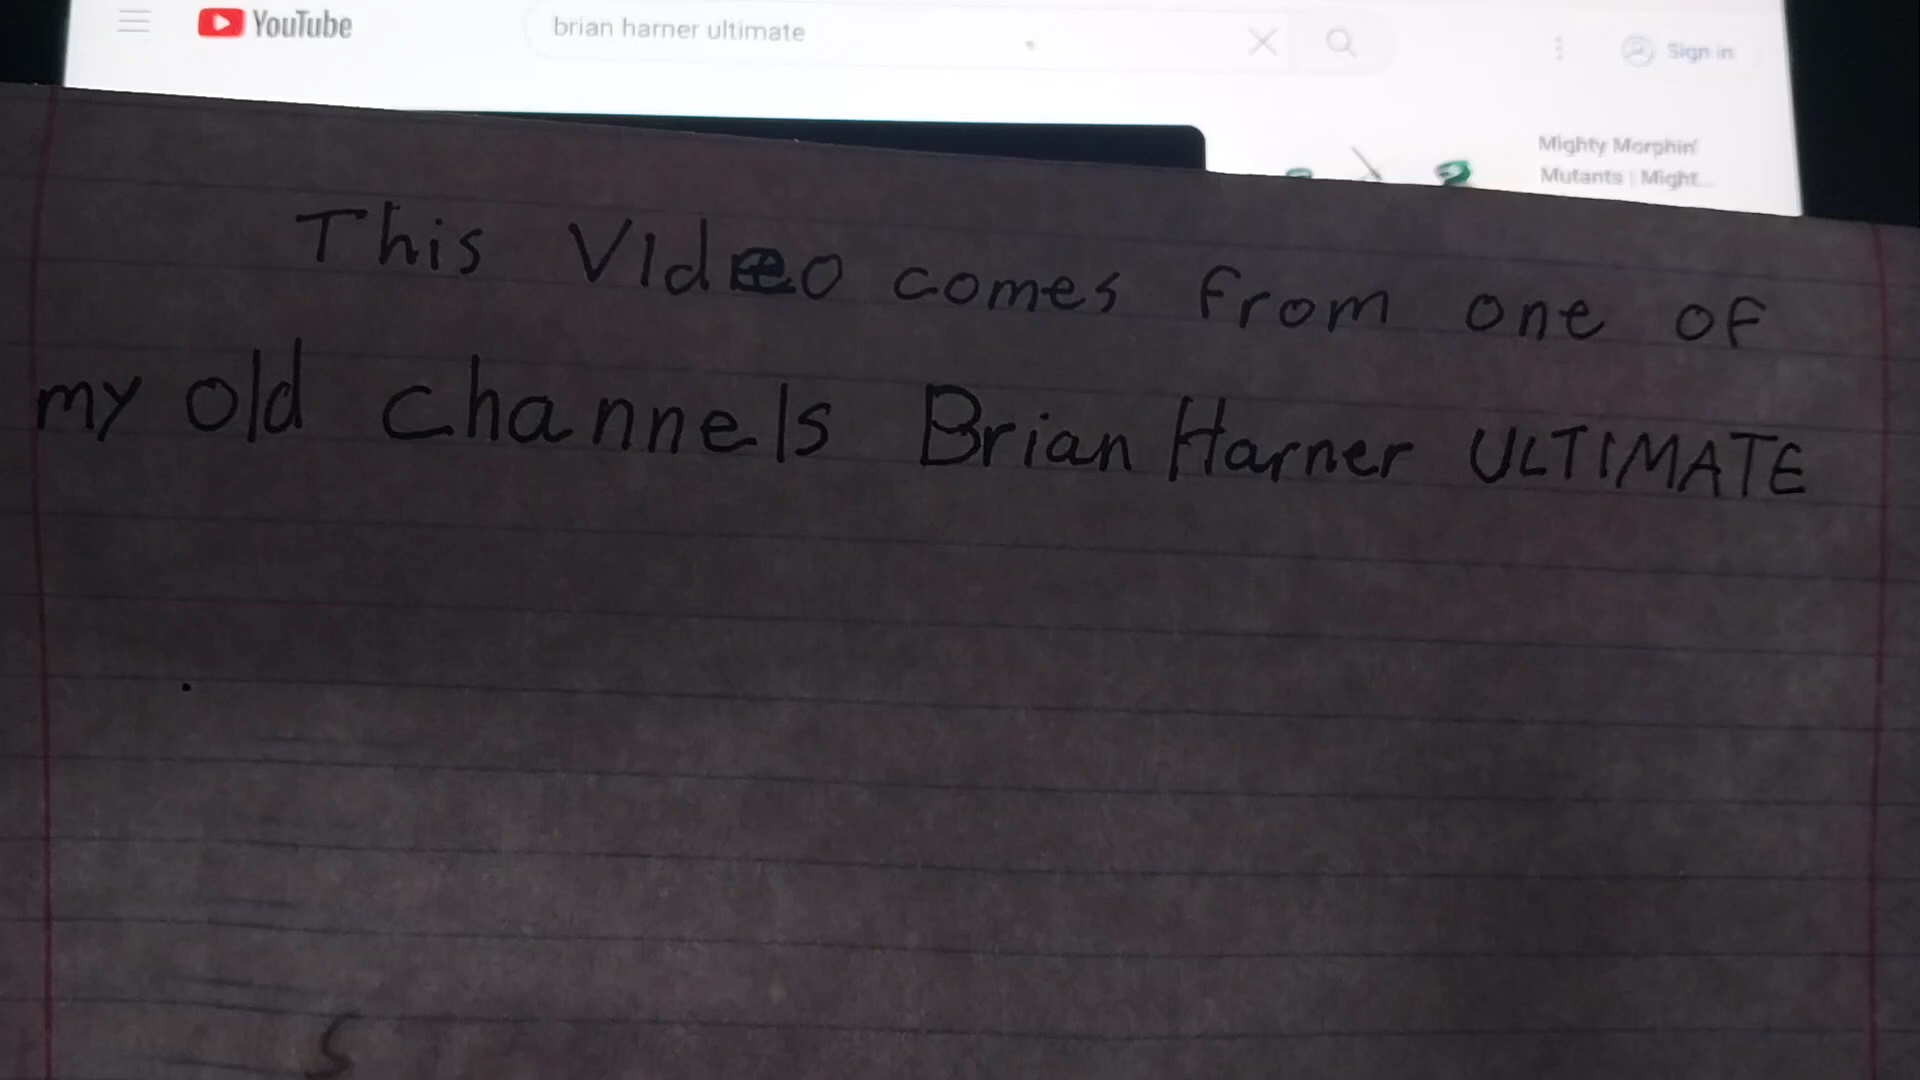 YouTube
brian harner ultimate
Sign in
Mighty Morphin'
Mutants | Might...
This Video comes from one of
my old channels Brian Harner ULTIMATE
S